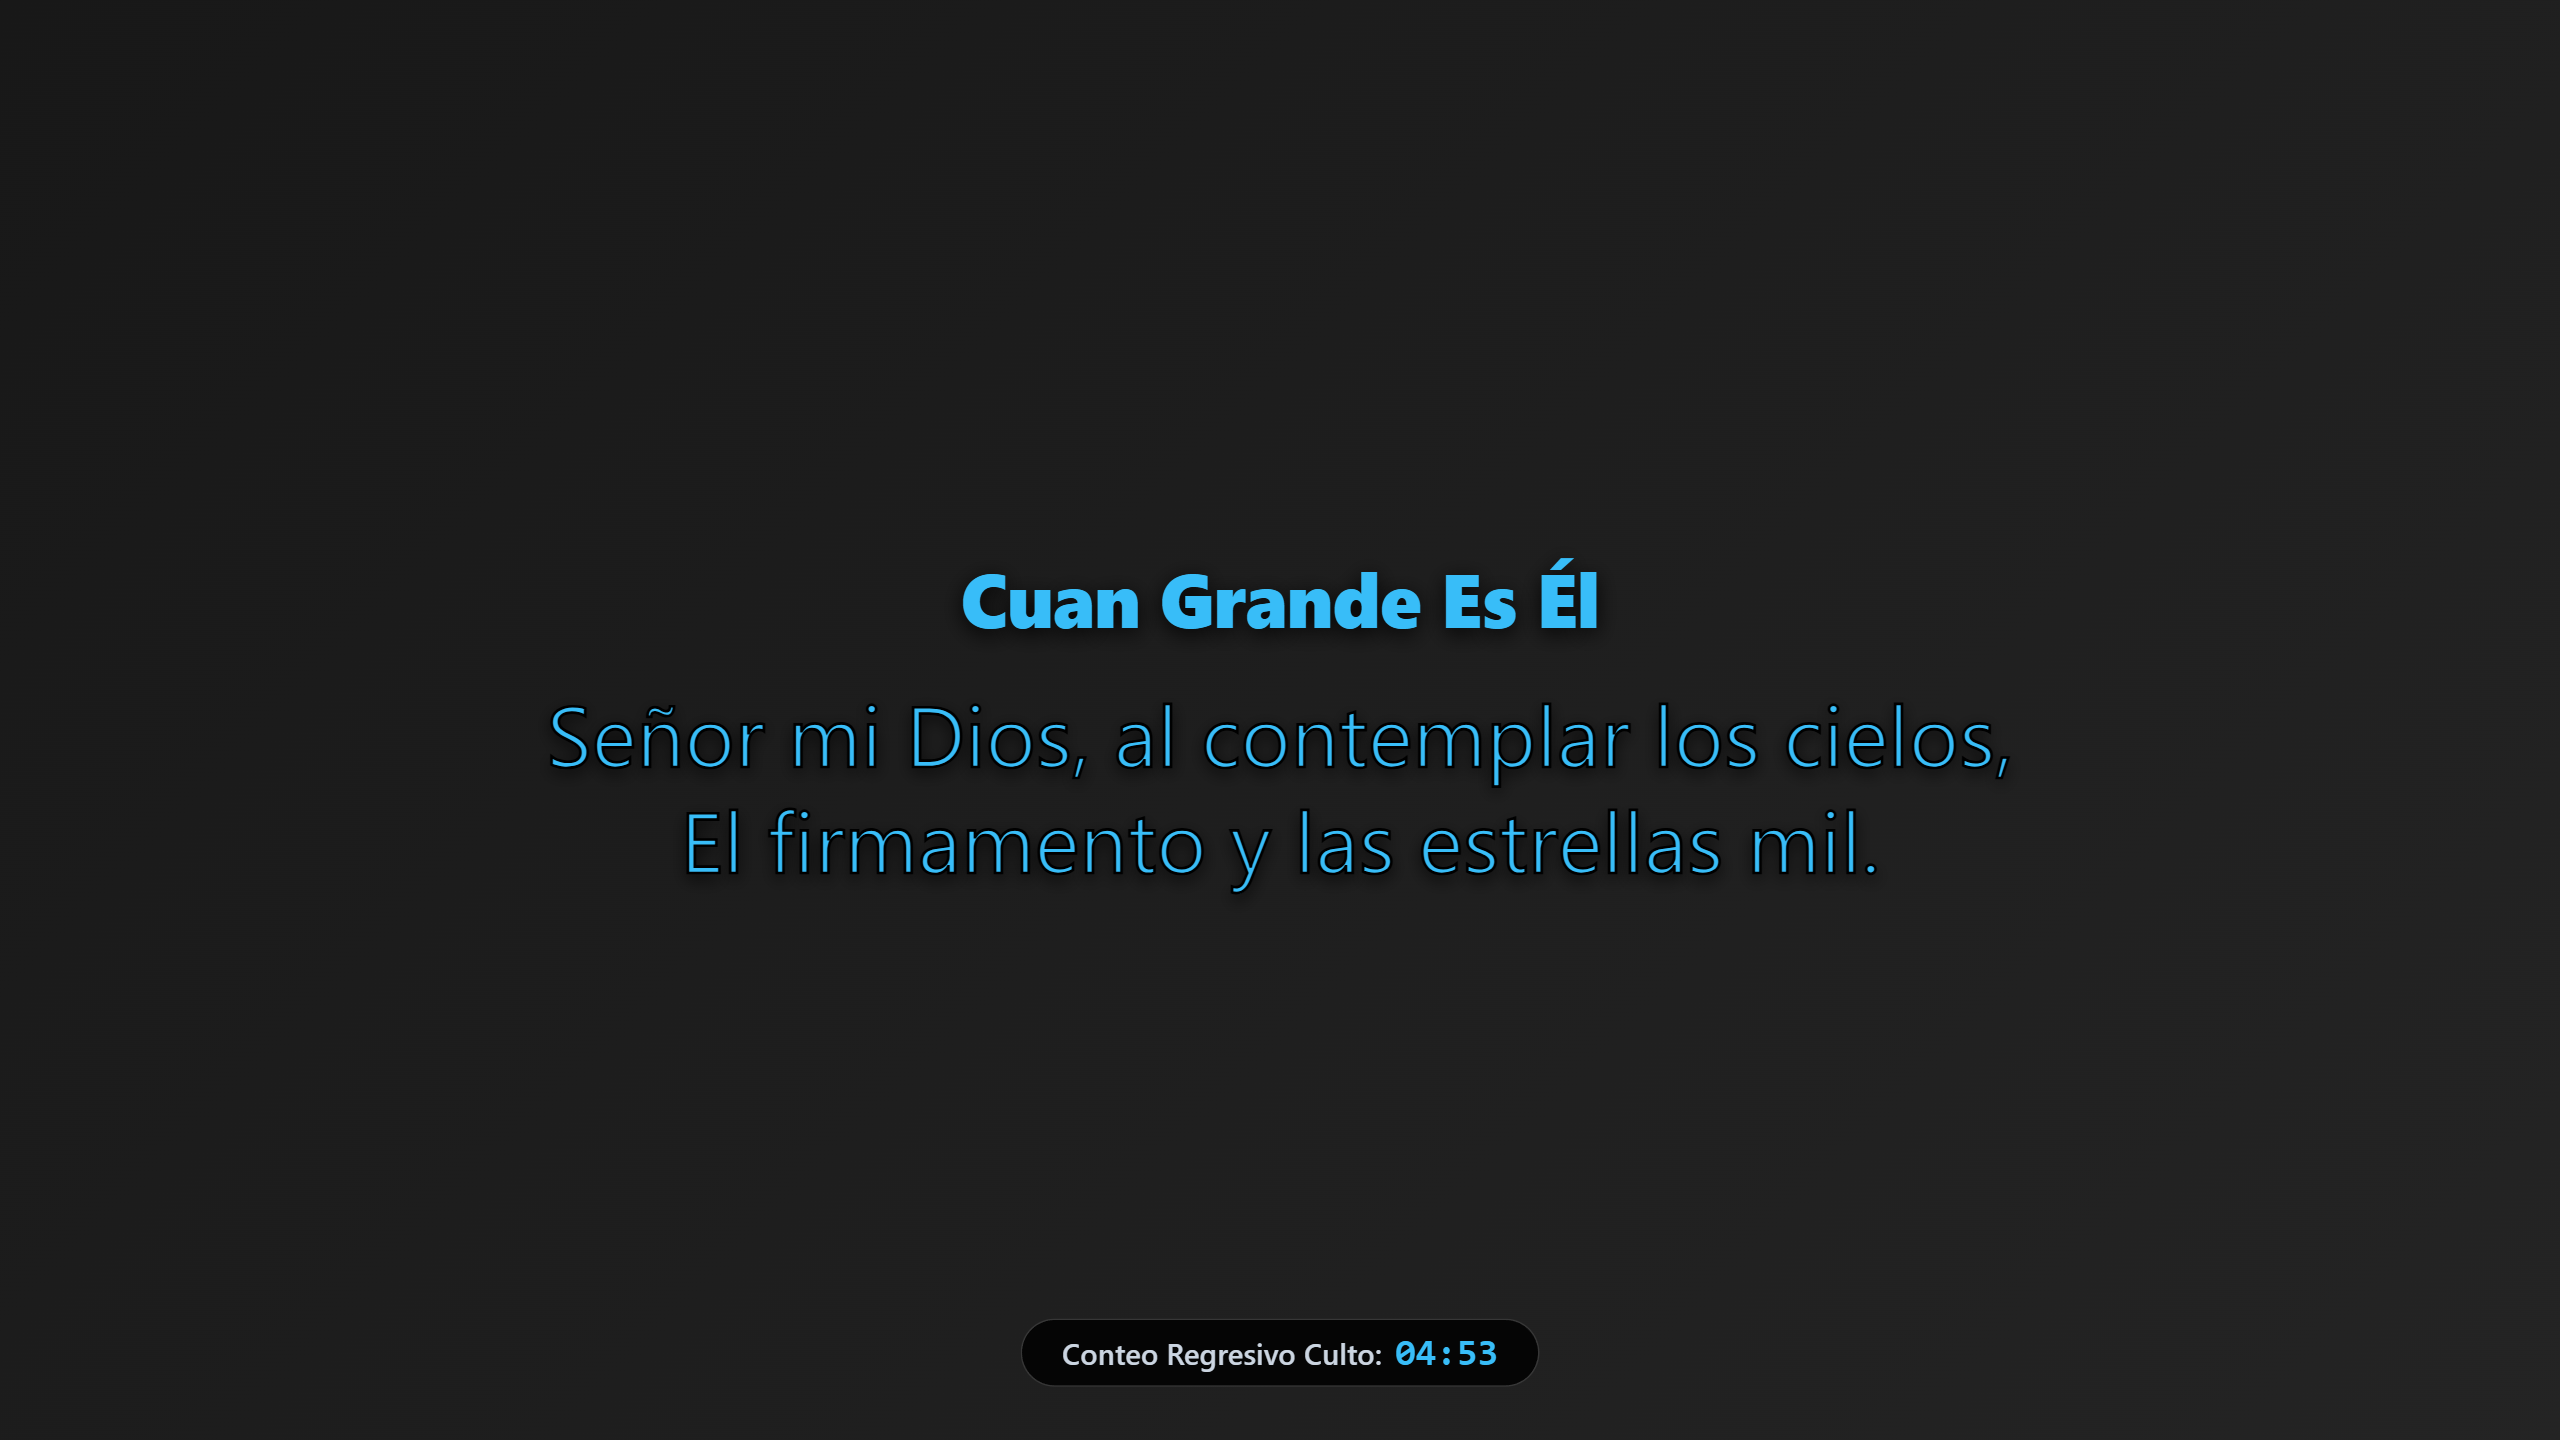 Cuan Grande Es Él
Señor mi Dios, al contemplar los cielos,
El firmamento y las estrellas mil.
Conteo Regresivo Culto: 04:53